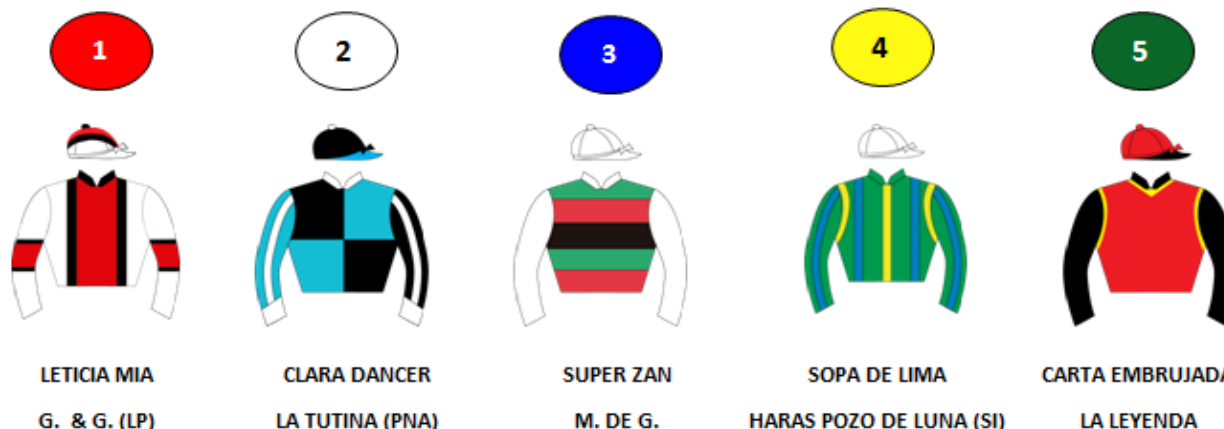 1 2 3 4 5
LETICIA MIA CLARA DANCER SUPER ZAN SOPA DE LIMA CARTA EMBRUJADA
G. & G. (LP) LA TUTINA (PNA) M. DE G. HARAS POZO DE LUNA (SI) LA LEYENDA